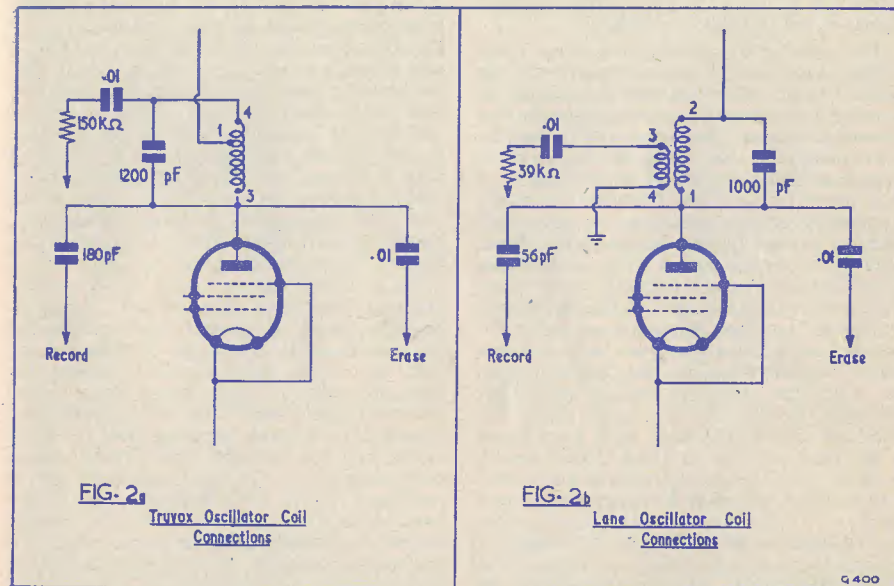 .01
150KΩ
4
1
1200 pF
3
180pF
.01
Record
Erase
FIG. 2a
Truvox Oscillator Coil
Connections
2
.01
3
39KΩ
4
1
1000
pF
56pF
.01
Record
Erase
FIG. 2b
Lane Oscillator Coil
Connections
G400